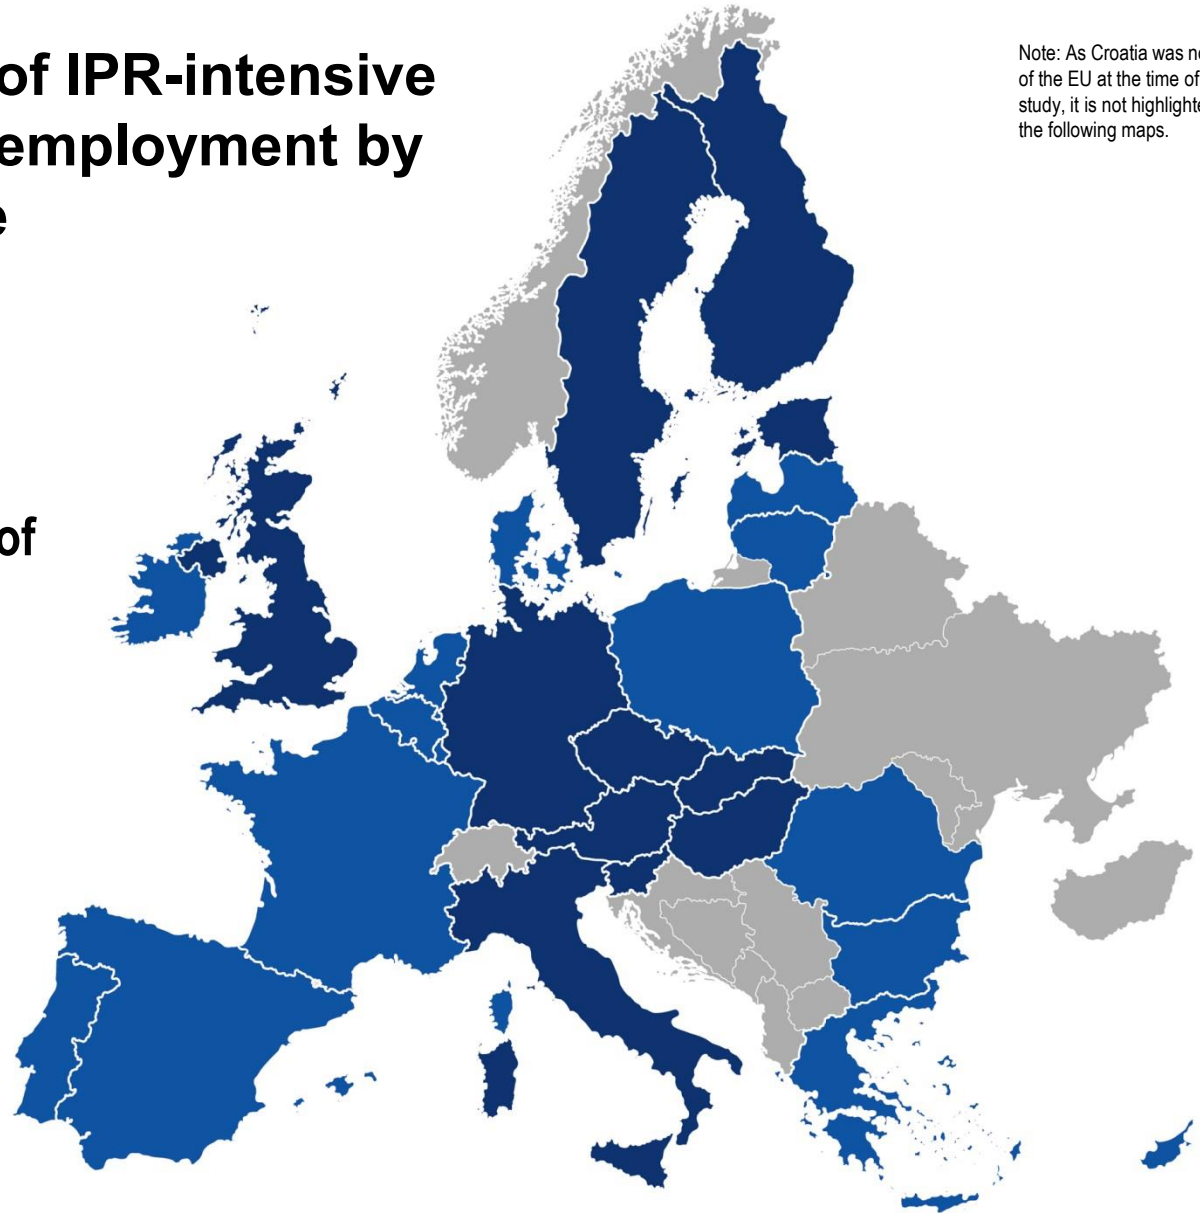 of IPR-intensive
employment by
of
Note: As Croatia was
of the EU at the time of
study, it is not
the following maps.